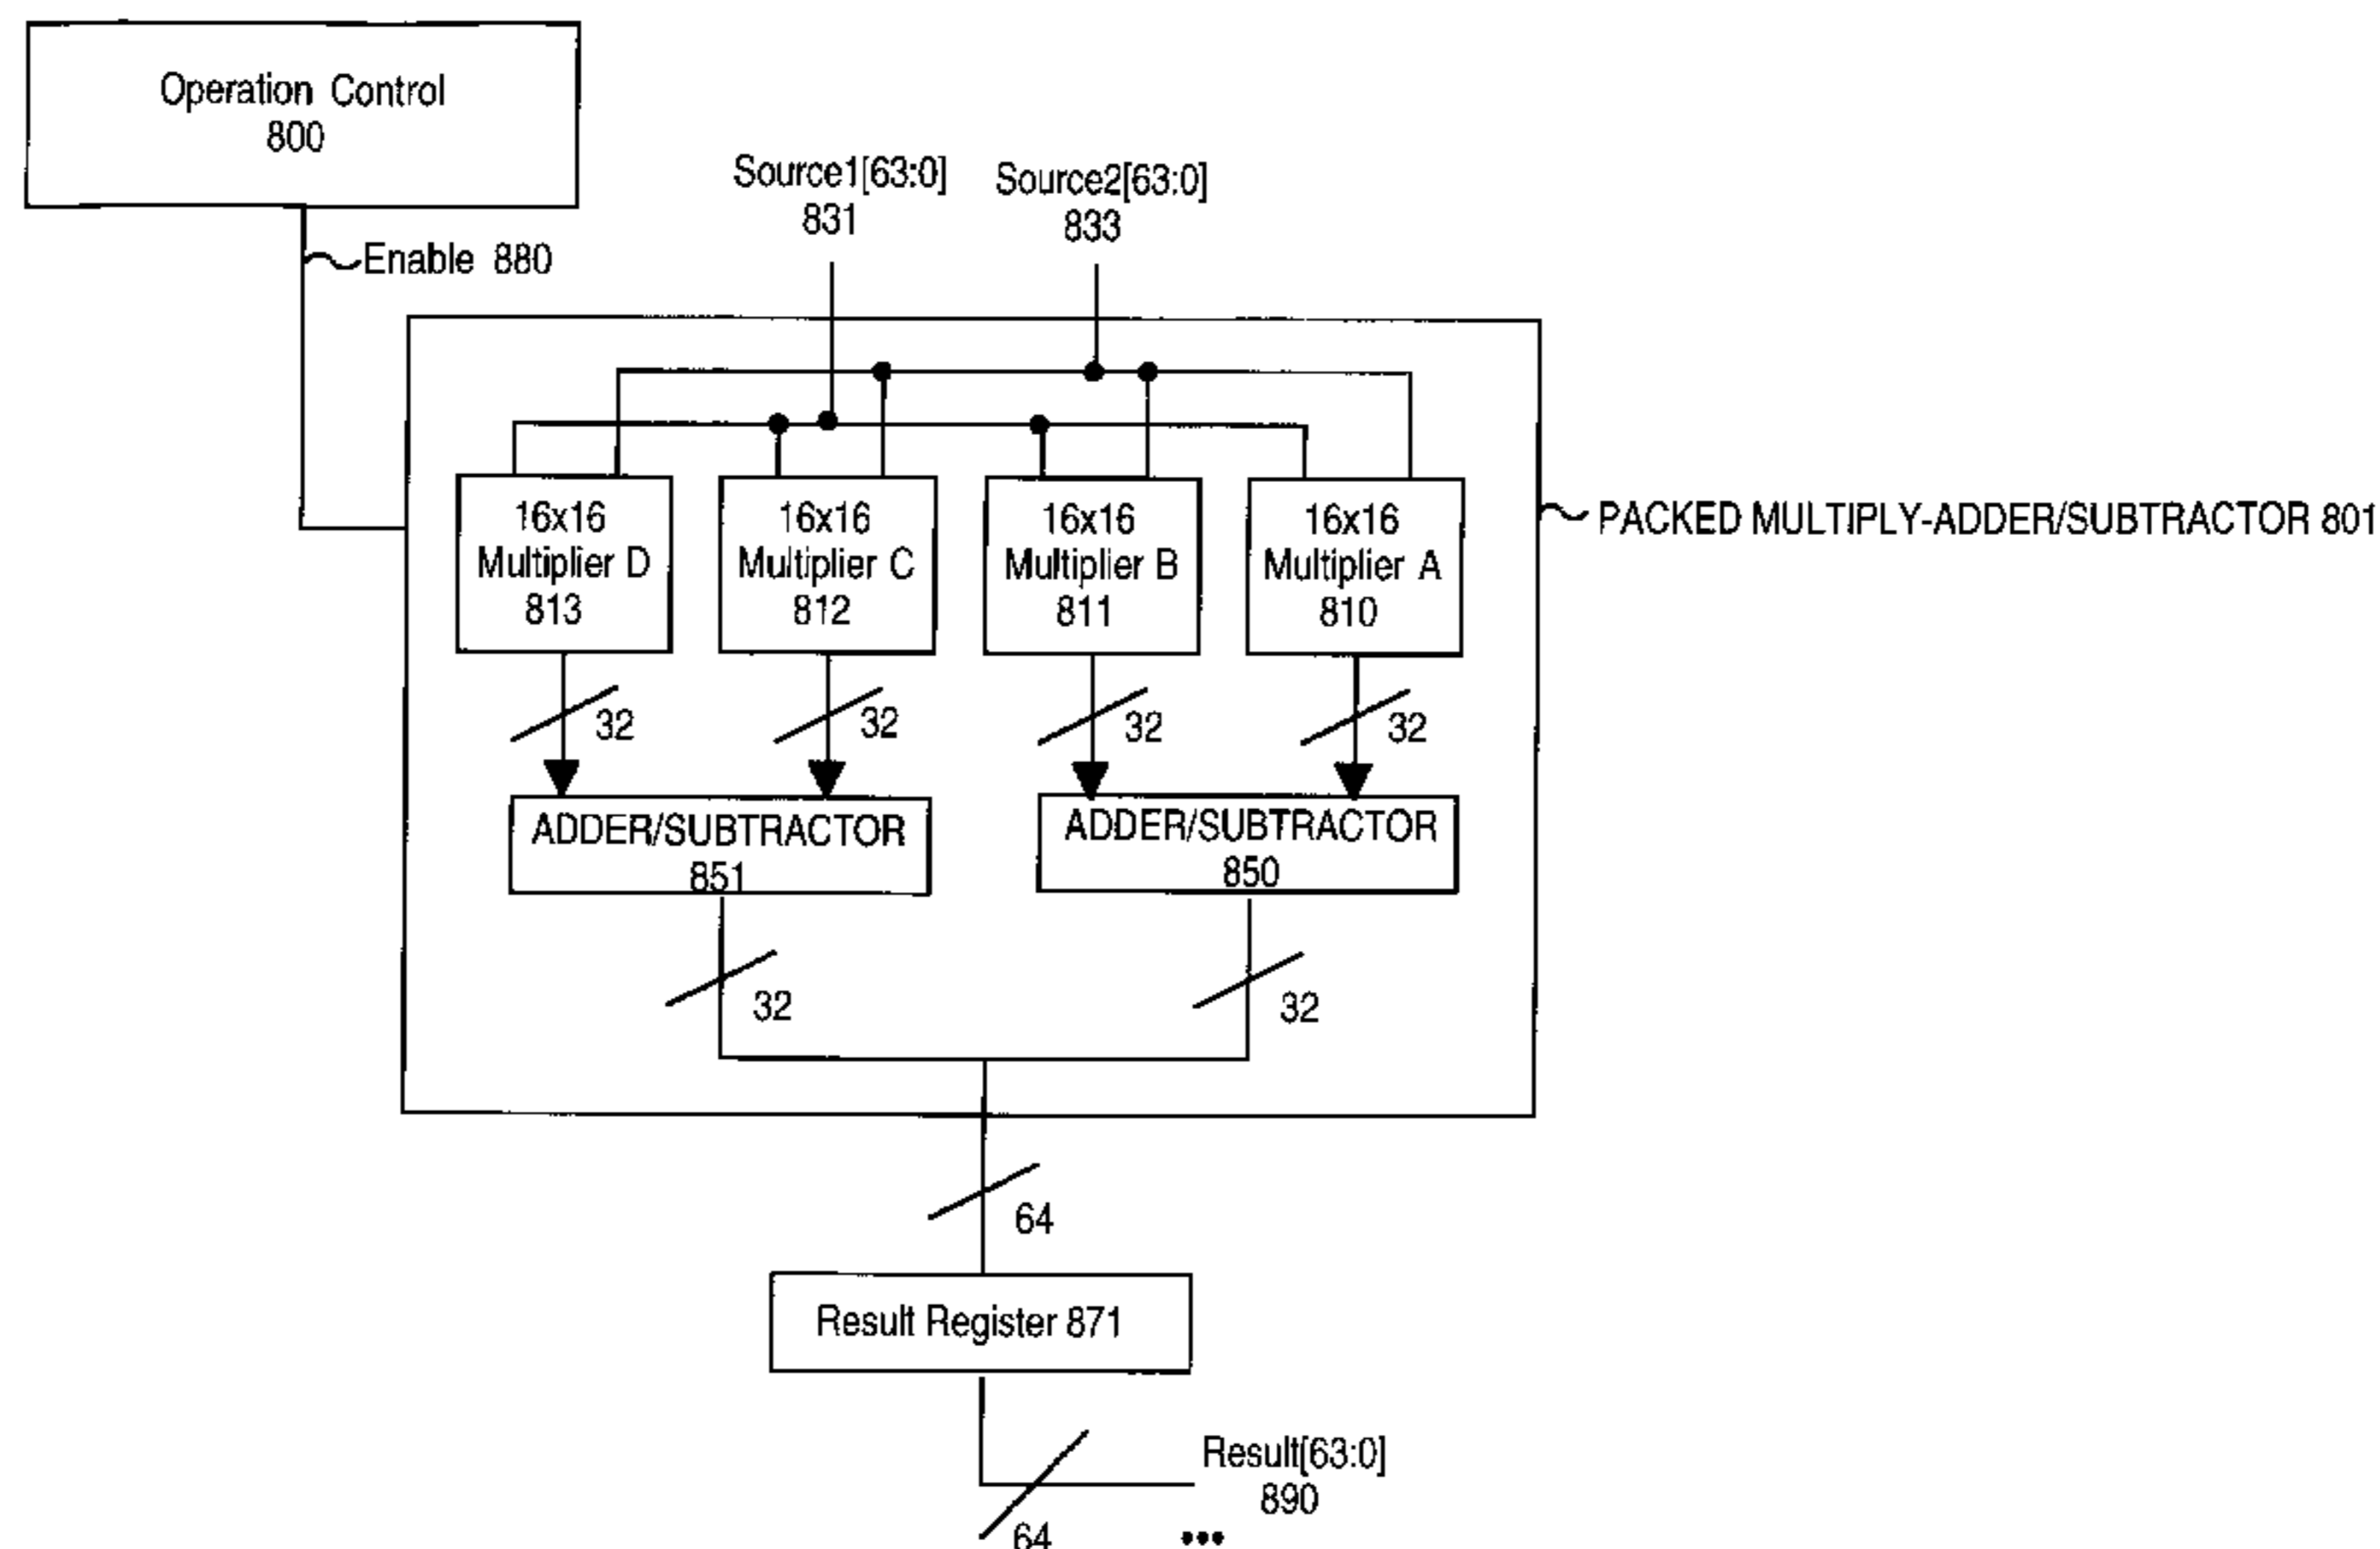 Operation Control
800
Enable 880
Source1[63:0]
831
Source2[63:0]
833
PACKED MULTIPLY-ADDER/SUBTRACTOR 801
16x16
Multiplier D
813
16x16
Multiplier C
812
16x16
Multiplier B
811
16x16
Multiplier A
810
32
32
32
32
ADDER/SUBTRACTOR
851
ADDER/SUBTRACTOR
850
32
32
64
Result Register 871
Result[63:0]
890
64
•••